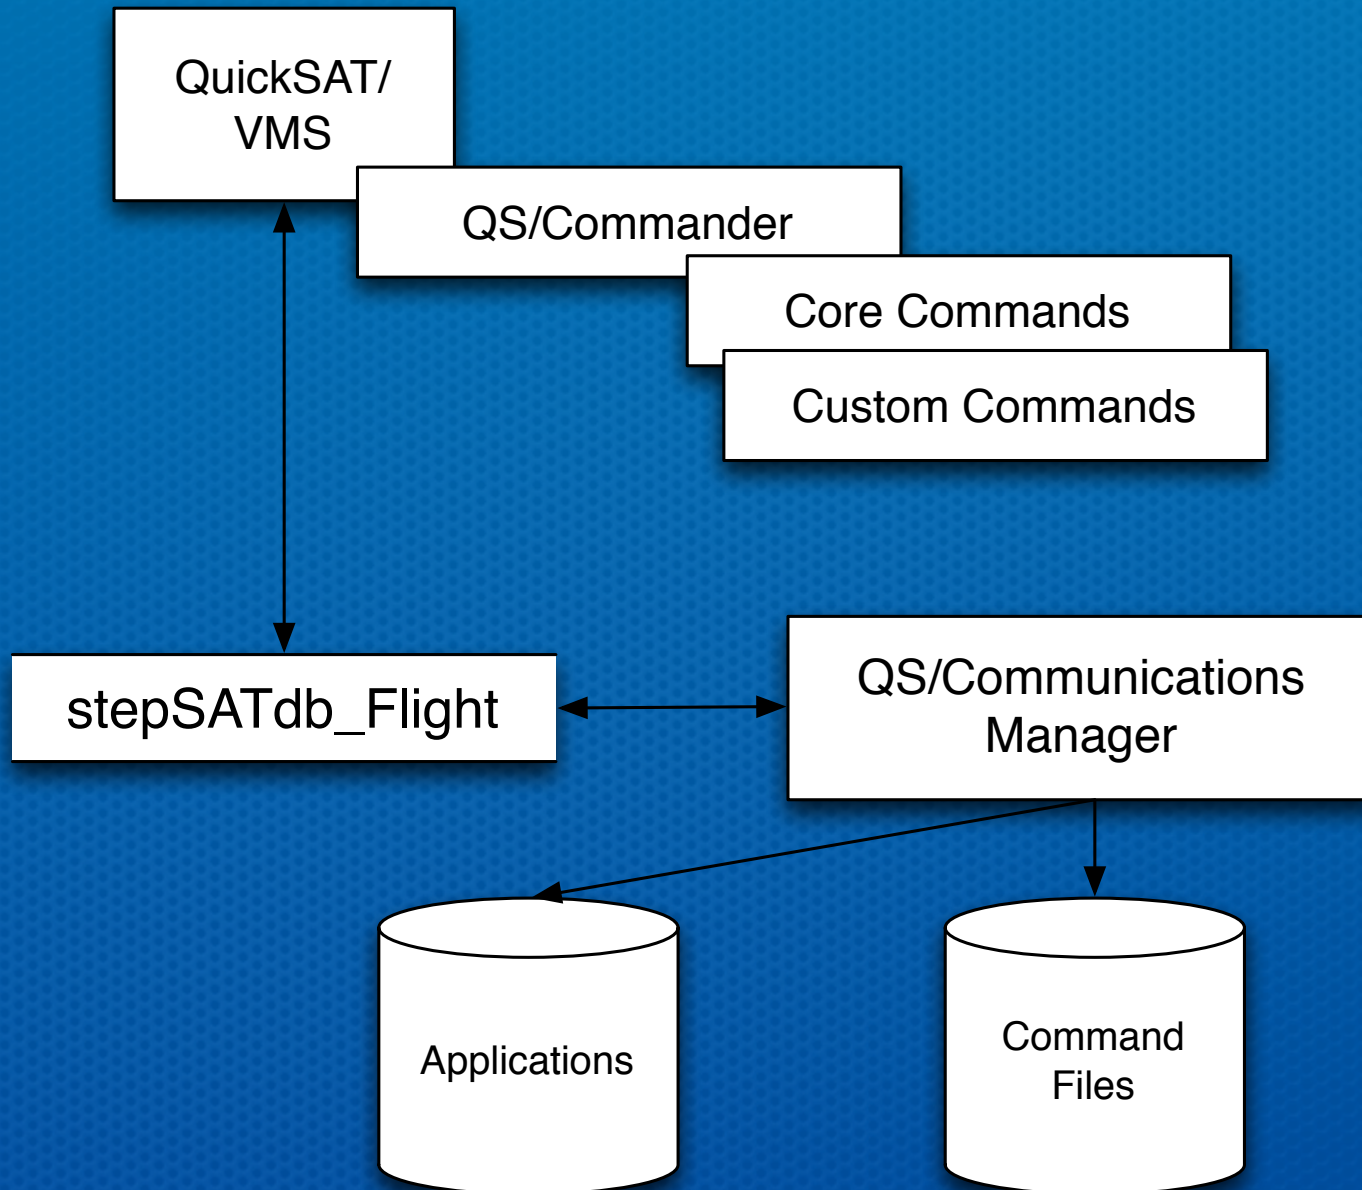 QuickSAT/
VMS
QS/Commander
Core Commands
Custom Commands
stepSATdb_Flight
QS/Communications
Manager
Applications
Command
Files